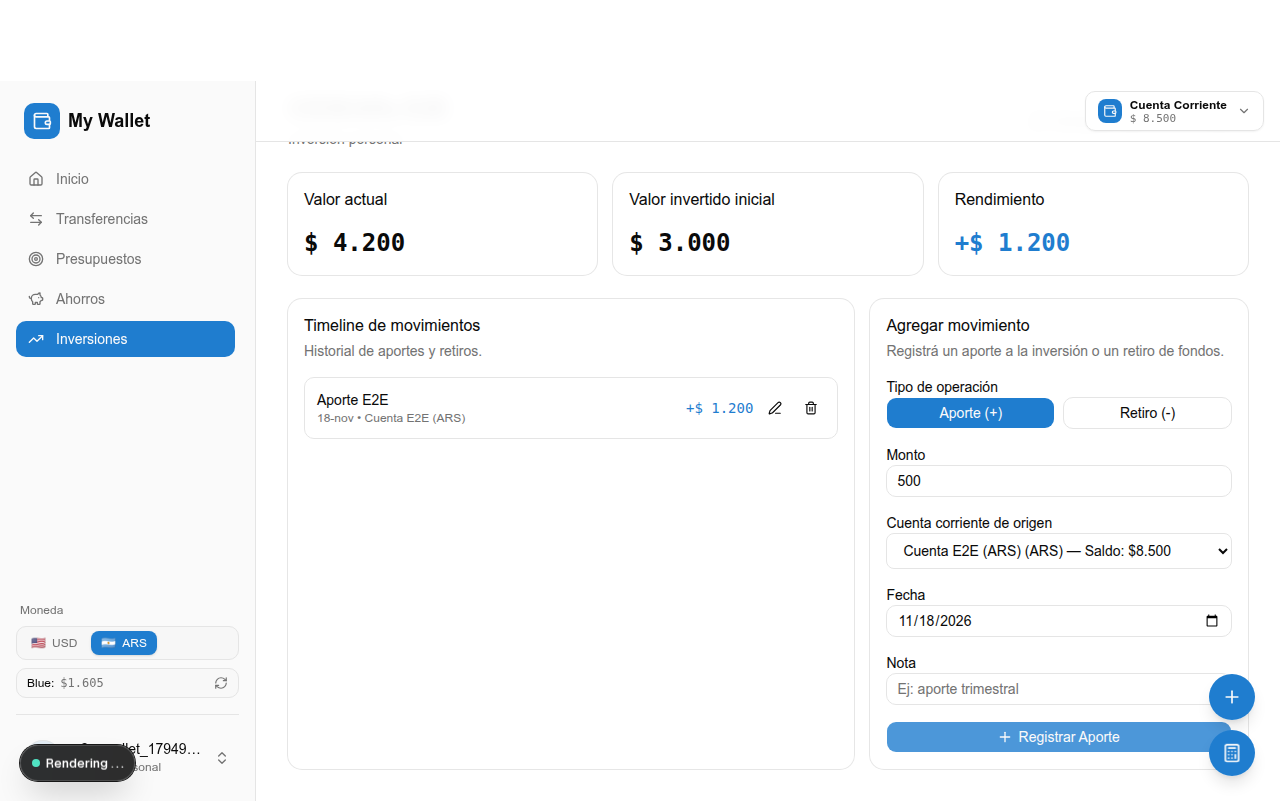 My Wallet
Inicio
Transferencias
Presupuestos
Ahorros
Inversiones
Moneda
USD
ARS
Blue: $1.605
Rendering ...
Cuenta Corriente
$ 8.500
Inversión personal
Valor actual
$ 4.200
Valor invertido inicial
$ 3.000
Rendimiento
+$ 1.200
Timeline de movimientos
Historial de aportes y retiros.
Aporte E2E
+$ 1.200
18-nov • Cuenta E2E (ARS)
Agregar movimiento
Registrá un aporte a la inversión o un retiro de fondos.
Tipo de operación
Aporte (+)
Retiro (-)
Monto
500
Cuenta corriente de origen
Cuenta E2E (ARS) (ARS) — Saldo: $8.500
Fecha
11/18/2026
Nota
Ej: aporte trimestral
+ Registrar Aporte